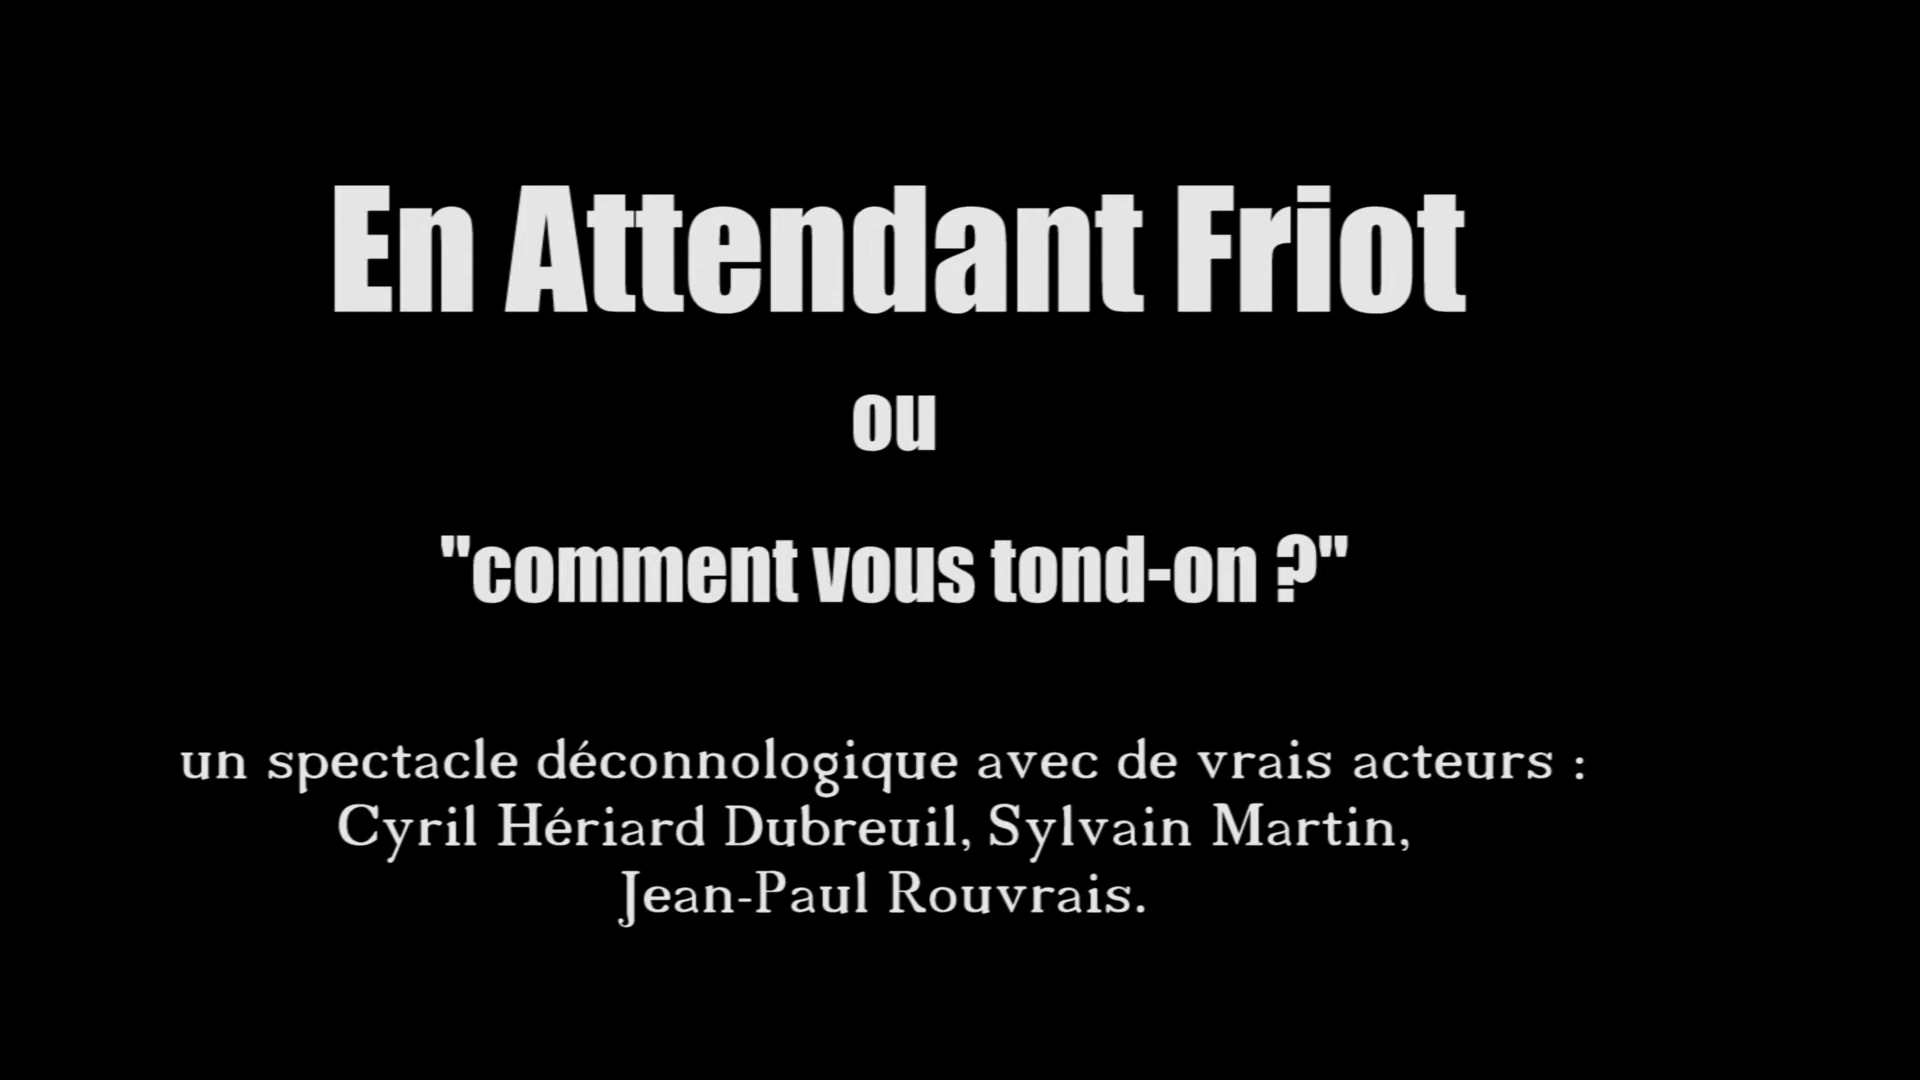 En Attendant Friot
ou
"comment vous tond-on ?"
un spectacle déconnologique avec de vrais acteurs :
Cyril Hériard Dubreuil, Sylvain Martin,
Jean-Paul Rouvrais.